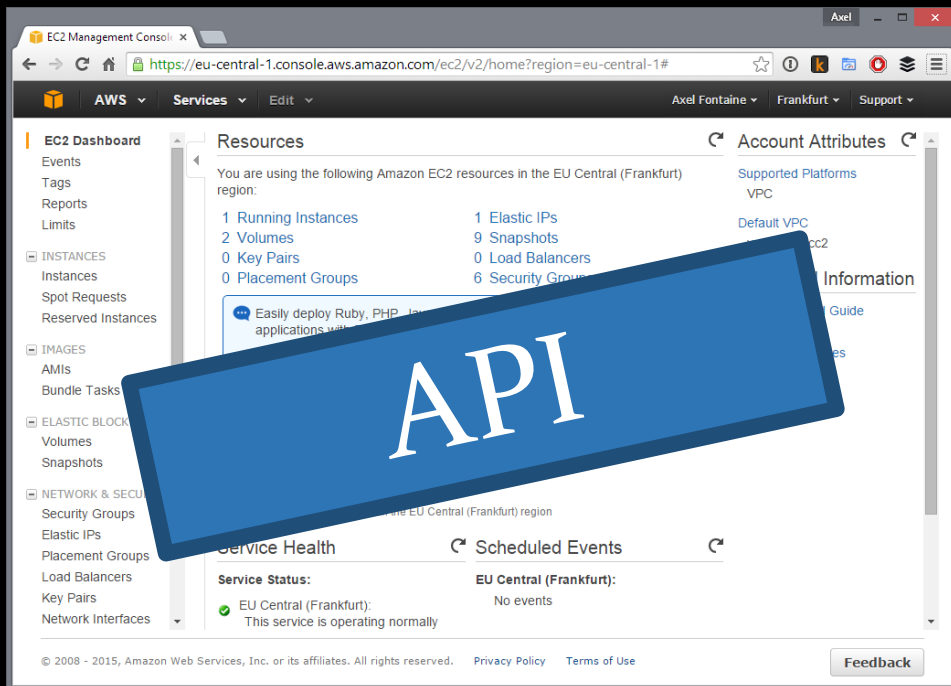 Axel
EC2 Management Console
https://eu-central-1.console.aws.amazon.com/ec2/v2/home?region=eu-central-1#
AWS Services Edit Axel Fontaine Frankfurt Support
EC2 Dashboard
Events
Tags
Reports
Limits
INSTANCES
Instances
Spot Requests
Reserved Instances
IMAGES
AMIs
Bundle Tasks
ELASTIC BLOCK
Volumes
Snapshots
NETWORK & SECU
Security Groups
Elastic IPs
Placement Groups
Load Balancers
Key Pairs
Network Interfaces
Resources
You are using the following Amazon EC2 resources in the EU Central (Frankfurt)
region:
1 Running Instances 1 Elastic IPs
2 Volumes 9 Snapshots
0 Key Pairs 0 Load Balancers
0 Placement Groups 6 Security Groups
Easily deploy Ruby, PHP,
applications
API
EU Central (Frankfurt) region
Service Health
Service Status:
EU Central (Frankfurt):
This service is operating normally
Scheduled Events
EU Central (Frankfurt):
No events
Account Attributes
Supported Platforms
VPC
Default VPC
cc2
Information
Guide
© 2008 - 2015, Amazon Web Services, Inc. or its affiliates. All rights reserved. Privacy Policy Terms of Use
Feedback